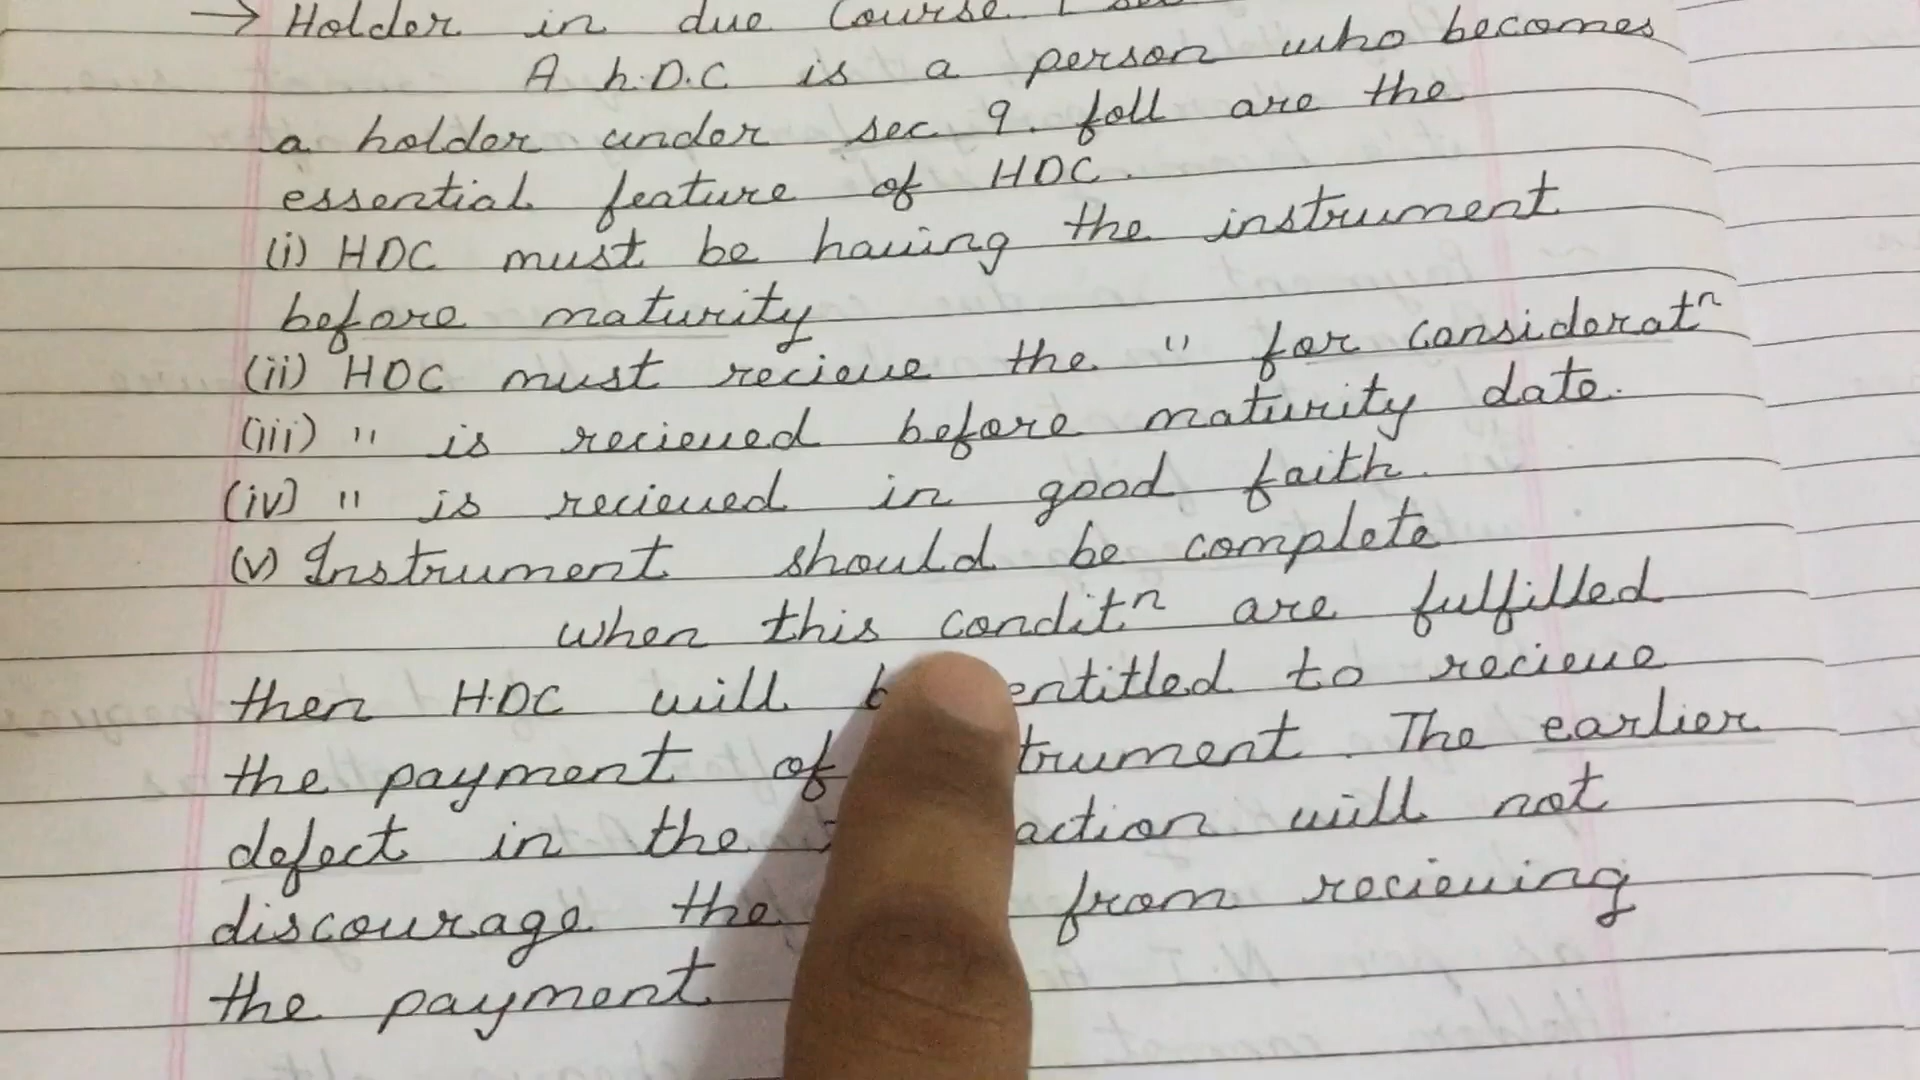 → Holder in due Course
A h.D.C is a person who becomes
a holder under sec 9. foll are the
essential feature of HDC.
(i) HDC must be having the instrument
before maturity
(ii) HDC must recieve the " for consideratⁿ
(iii) " is recieved before maturity date.
(iv) " is recieved in good faith.
(v) Instrument should be complete
when this conditⁿ are fulfilled
then H.DC will entitled to recieve
the payment of trument. The earlier
defect in the action will not
discourage the from recieving
the payment